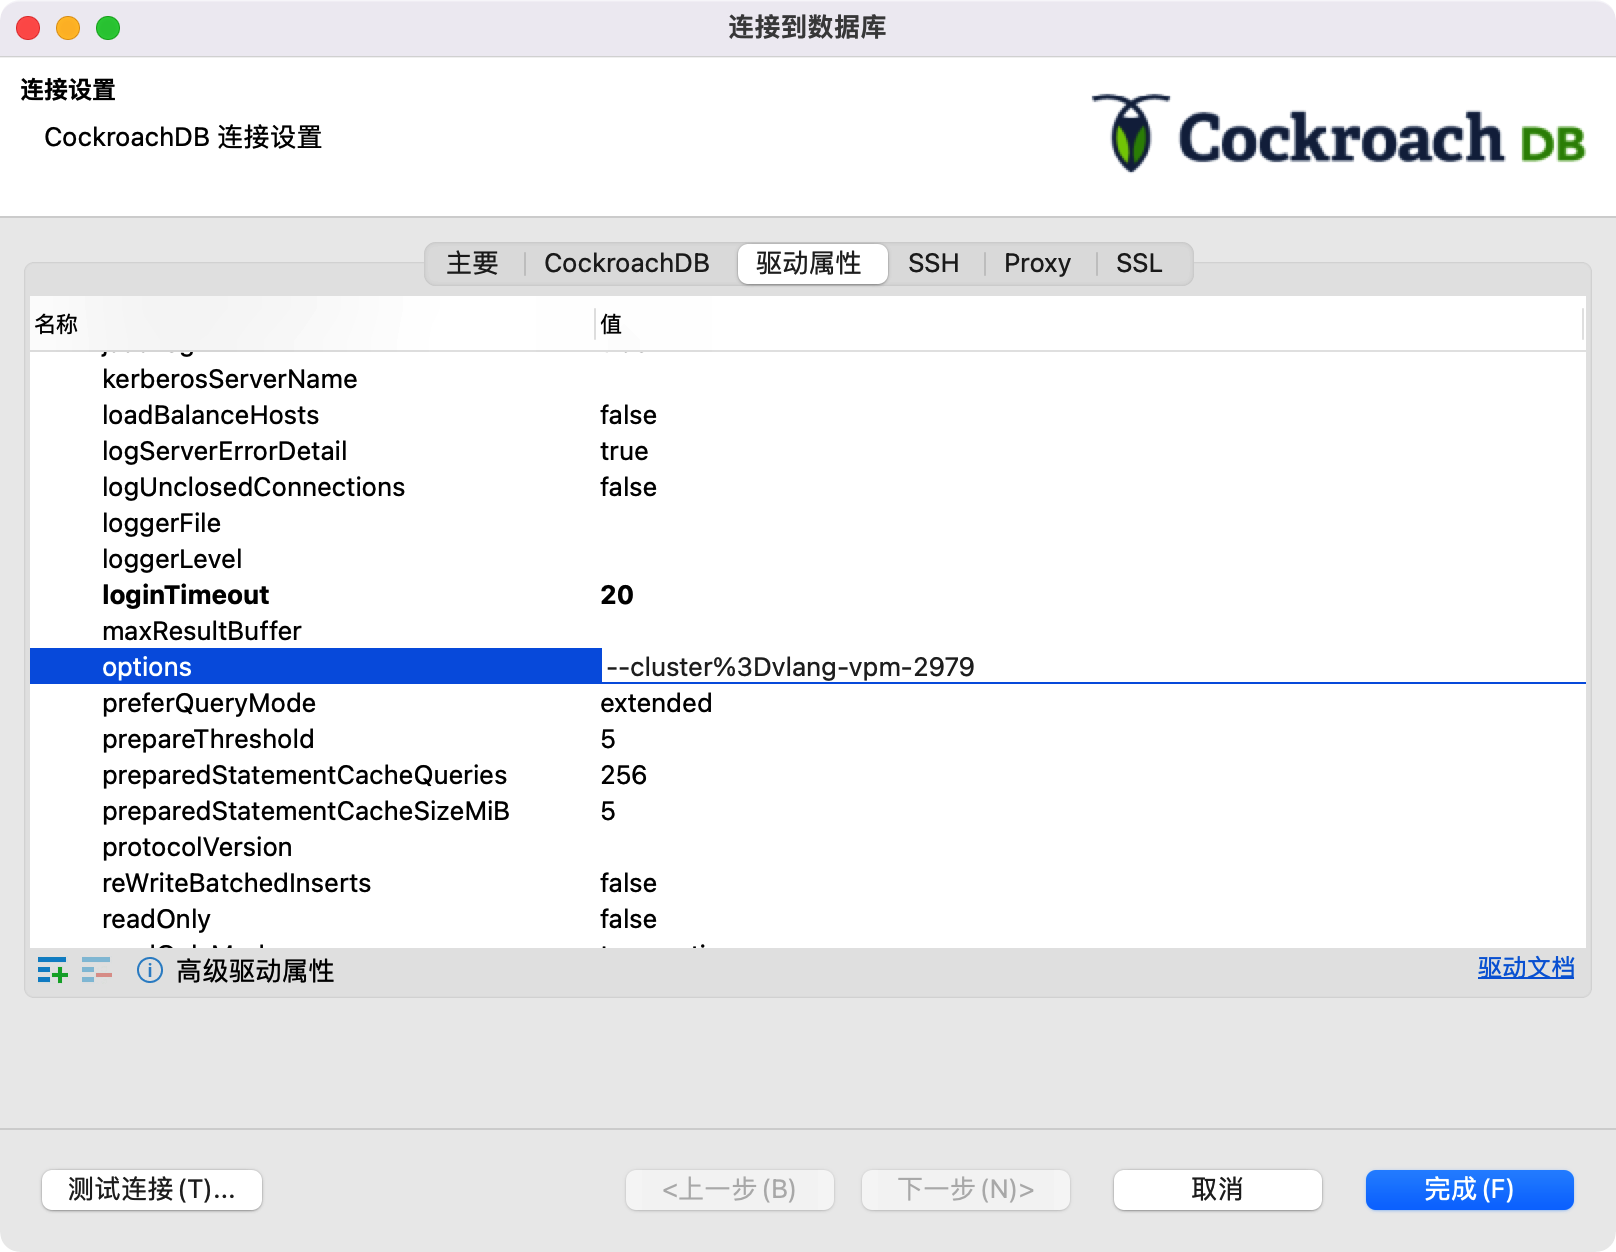 连接到数据库
连接设置
CockroachDB 连接设置
Cockroach DB
主要 CockroachDB 驱动属性 SSH Proxy SSL
名称 值
kerberosServerName
loadBalanceHosts false
logServerErrorDetail true
logUnclosedConnections false
loggerFile
loggerLevel
loginTimeout 20
maxResultBuffer
options --cluster%3Dvlang-vpm-2979
preferQueryMode extended
prepareThreshold 5
preparedStatementCacheQueries 256
preparedStatementCacheSizeMiB 5
protocolVersion
reWriteBatchedInserts false
readOnly false
高级驱动属性 驱动文档
测试连接(T)... <上一步(B) 下一步(N)> 取消 完成(F)